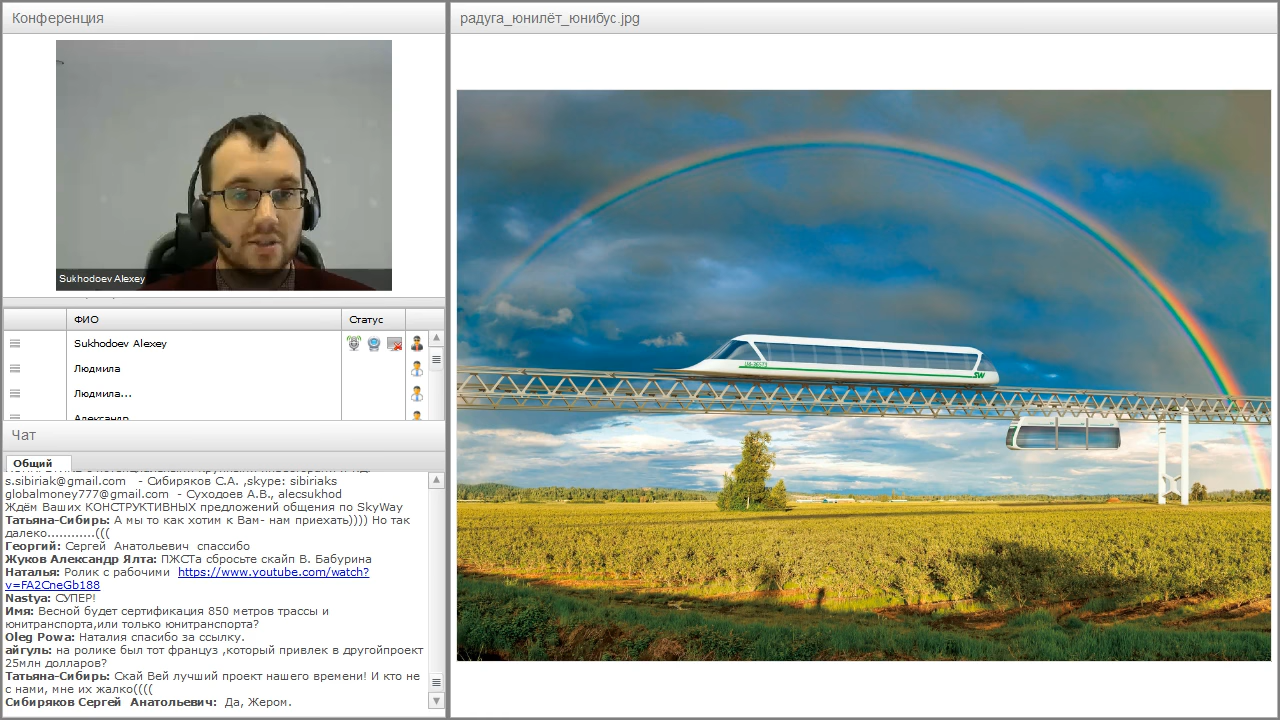 Конференция
радуга_юнилёт_юнибус.jpg
Sukhodoev Alexey
ФИО
Статус
Sukhodoev Alexey
Людмила
Людмила...
Александр
SW
Чат
Общий
s.sibiriak@gmail.com - Сибиряков С.А. ,skype: sibiriaks
globalmoney777@gmail.com - Суходоев А.В., alecsukhod
Ждём Ваших КОНСТРУКТИВНЫХ предложений общения по SkyWay
Татьяна-Сибирь: А мы то как хотим к Вам- нам приехать)))) Но так
далеко...........(((
Георгий: Сергей Анатольевич спассибо
Жуков Александр Ялта: ПЖСТа сбросьте скайп В. Бабурина
Наталья: Ролик с рабочими https://www.youtube.com/watch?
v=FA2CneGb188
Nastya: СУПЕР!
Имя: Весной будет сертификация 850 метров трассы и
юнитранспорта,или только юнитранспорта?
Oleg Powa: Наталия спасибо за ссылку.
айгуль: на ролике был тот француз ,который привлек в другойпроект
25млн долларов?
Татьяна-Сибирь: Скай Вей лучший проект нашего времени! И кто не
с нами, мне их жалко((((
Сибиряков Сергей Анатольевич: Да, Жером.